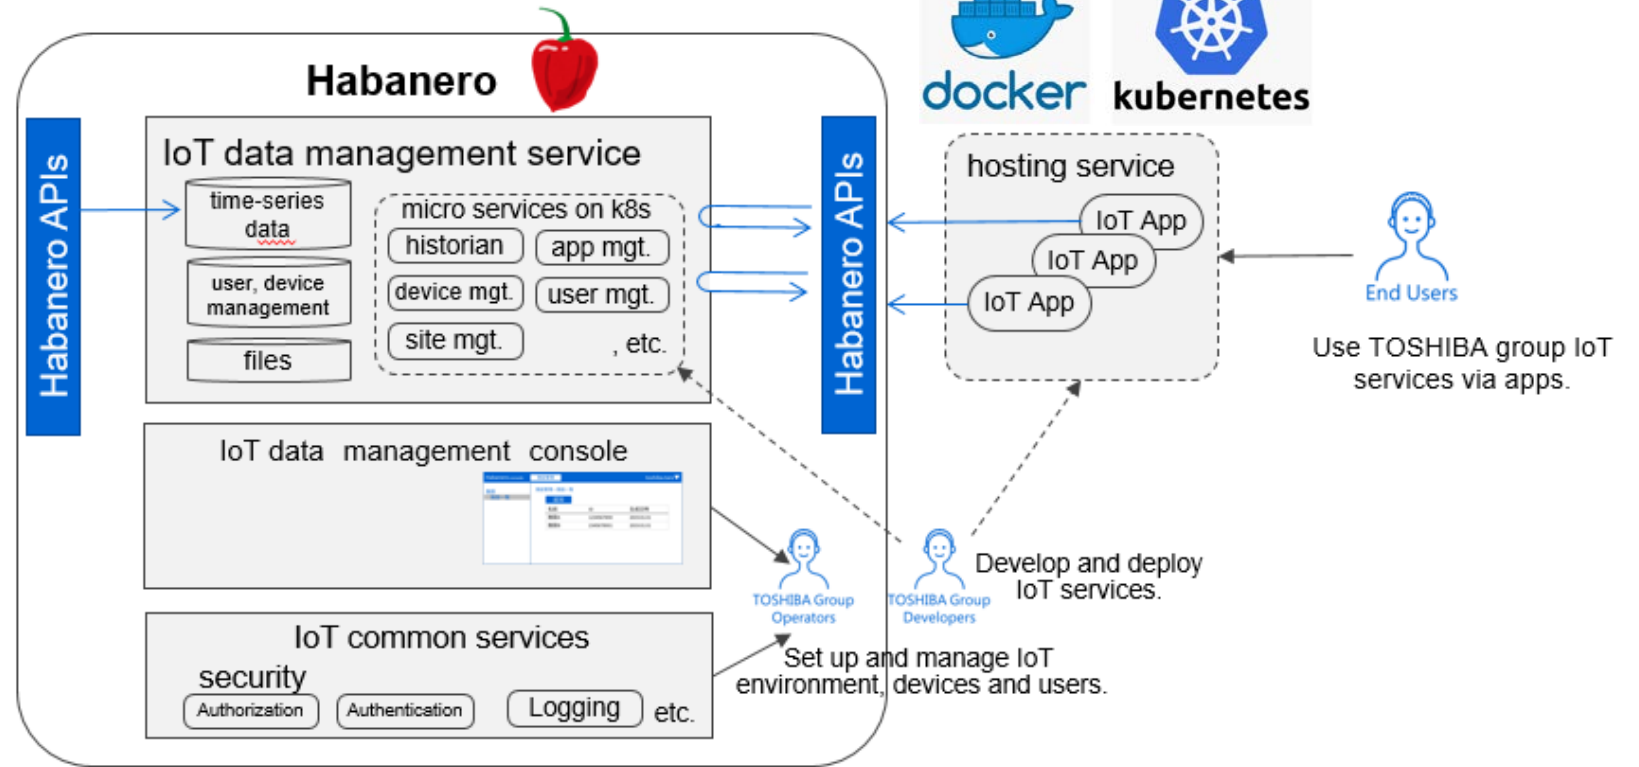 Habanero
docker
kubernetes
Habanero APIs
IoT data management service
time-series
data
user, device
management
files
micro services on k8s
historian
app mgt.
device mgt.
user mgt.
site mgt.
, etc.
Habanero APIs
hosting service
IoT App
IoT App
IoT App
End Users
Use TOSHIBA group IoT
services via apps.
IoT data management console
TOSHIBA Group
Operators
TOSHIBA Group
Developers
Develop and deploy
IoT services.
Set up and manage IoT
environment, devices and users.
IoT common services
security
Authorization
Authentication
Logging
etc.